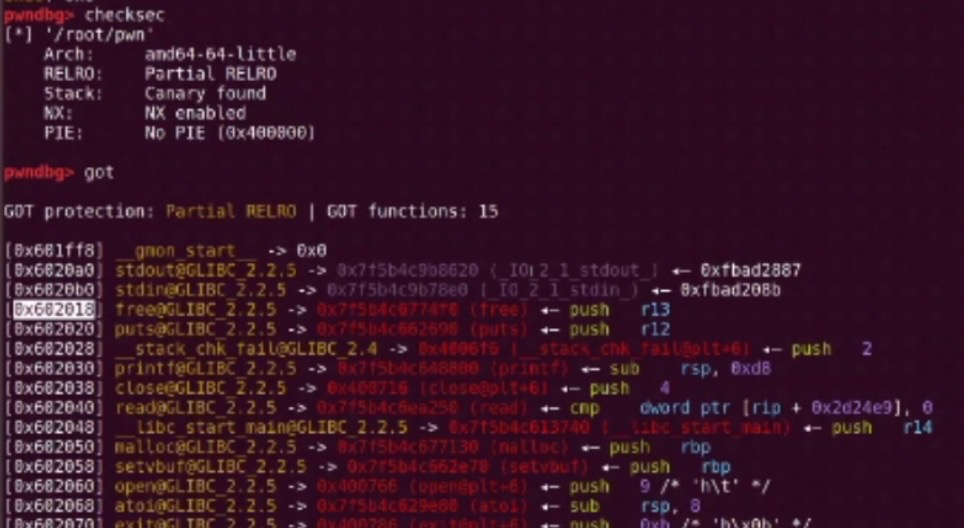 pwndbg> checksec
[*] '/root/pwn'
Arch: amd64-64-little
RELRO: Partial RELRO
Stack: Canary found
NX: NX enabled
PIE: No PIE (0x400000)
pwndbg> got
GOT protection: Partial RELRO | GOT functions: 15
[0x601ff8] __gmon_start__ -> 0x0
[0x6020a0] stdout@GLIBC_2.2.5 -> 0x7f5b4c9b8620 (_IO_2_1_stdout_) ← 0xfbad2887
[0x6020b0] stdin@GLIBC_2.2.5 -> 0x7f5b4c9b78e0 (_IO_2_1_stdin_) ← 0xfbad208b
[0x602018] free@GLIBC_2.2.5 -> 0x7f5b4c6774f0 (free) ← push r13
[0x602020] puts@GLIBC_2.2.5 -> 0x7f5b4c662690 (puts) ← push r12
[0x602028] __stack_chk_fail@GLIBC_2.4 -> 0x4006f6 (__stack_chk_fail@plt+6) ← push 2
[0x602030] printf@GLIBC_2.2.5 -> 0x7f5b4c648800 (printf) ← sub rsp, 0xd8
[0x602038] close@GLIBC_2.2.5 -> 0x400716 (close@plt+6) ← push 4
[0x602040] read@GLIBC_2.2.5 -> 0x7f5b4c6ea250 (read) ← cmp dword ptr [rip + 0x2d24e9], 0
[0x602048] __libc_start_main@GLIBC_2.2.5 -> 0x7f5b4c613740 (__libc_start_main) ← push r14
[0x602050] malloc@GLIBC_2.2.5 -> 0x7f5b4c677130 (malloc) ← push rbp
[0x602058] setvbuf@GLIBC_2.2.5 -> 0x7f5b4c662e70 (setvbuf) ← push rbp
[0x602060] open@GLIBC_2.2.5 -> 0x400766 (open@plt+6) ← push 9 /* 'h\t' */
[0x602068] atoi@GLIBC_2.2.5 -> 0x7f5b4c629e80 (atoi) ← sub rsp, 8
[0x602070] exit@GLIBC_2.2.5 -> 0x400786 (exit@plt+6) ← push 0xb /* 'h\x0b' */